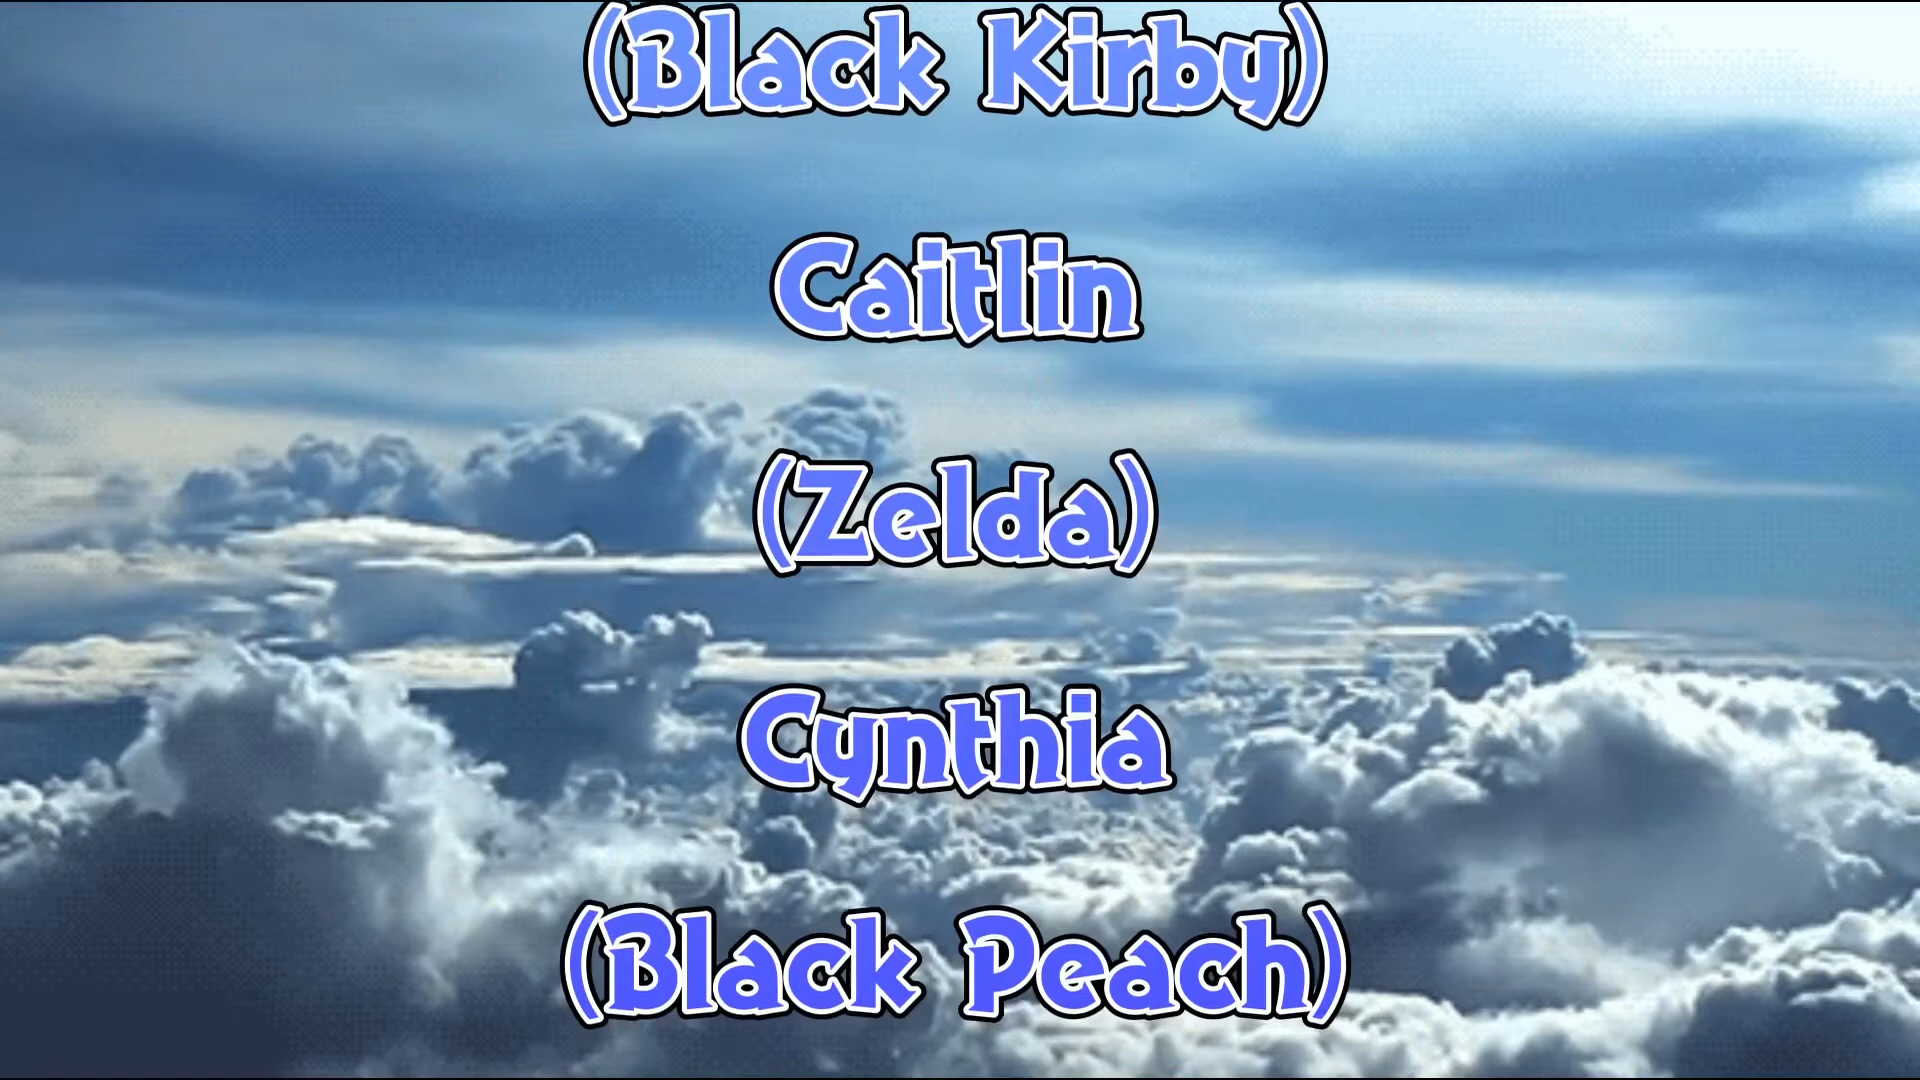 (Black Kirby)
Caitlin
(Zelda)
Cynthia
(Black Peach)